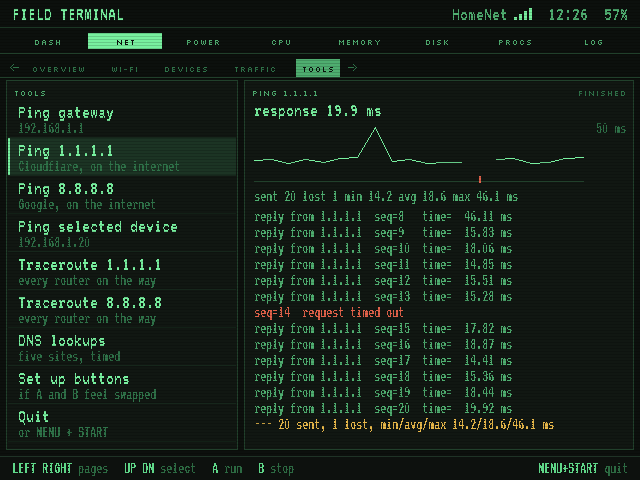 FIELD TERMINAL
HomeNet 12:26 57%
DASH NET POWER CPU MEMORY DISK PROCS LOG
← OVERVIEW WI-FI DEVICES TRAFFIC TOOLS →
TOOLS
Ping gateway
192.168.1.1
Ping 1.1.1.1
Cloudflare, on the internet
Ping 8.8.8.8
Google, on the internet
Ping selected device
192.168.1.20
Traceroute 1.1.1.1
every router on the way
Traceroute 8.8.8.8
every router on the way
DNS lookups
five sites, timed
Set up buttons
if A and B feel swapped
Quit
or MENU + START
PING 1.1.1.1 FINISHED
response 19.9 ms
50 ms
sent 20 lost 1 min 14.2 avg 18.6 max 46.1 ms
reply from 1.1.1.1 seq=8 time= 46.11 ms
reply from 1.1.1.1 seq=9 time= 15.83 ms
reply from 1.1.1.1 seq=10 time= 18.06 ms
reply from 1.1.1.1 seq=11 time= 14.85 ms
reply from 1.1.1.1 seq=12 time= 15.51 ms
reply from 1.1.1.1 seq=13 time= 15.28 ms
seq=14 request timed out
reply from 1.1.1.1 seq=15 time= 17.82 ms
reply from 1.1.1.1 seq=16 time= 18.87 ms
reply from 1.1.1.1 seq=17 time= 14.41 ms
reply from 1.1.1.1 seq=18 time= 15.36 ms
reply from 1.1.1.1 seq=19 time= 18.44 ms
reply from 1.1.1.1 seq=20 time= 19.92 ms
--- 20 sent, 1 lost, min/avg/max 14.2/18.6/46.1 ms
LEFT RIGHT pages UP DN select A run B stop MENU+START quit